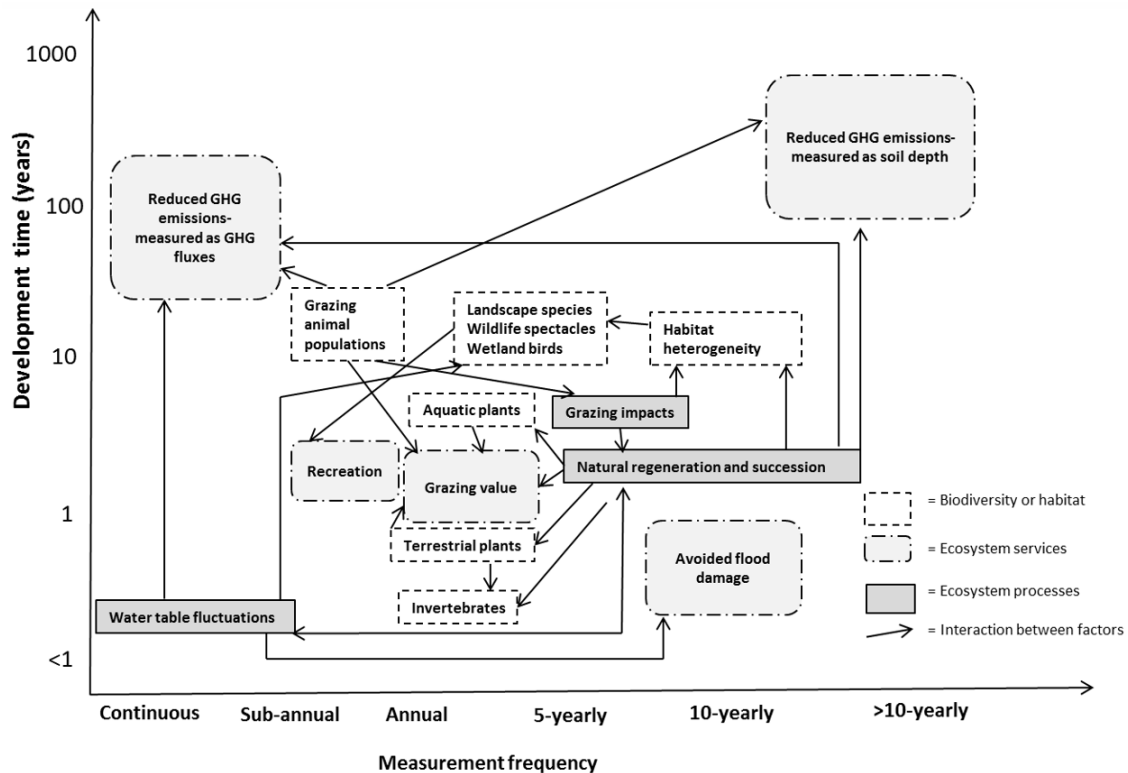 1000
Reduced GHG emissions-
measured as soil depth
Development time (years)
Reduced GHG
emissions-
measured as GHG
fluxes
100
Grazing
animal
populations
Landscape species
Wildlife spectacles
Wetland birds
Habitat
heterogeneity
10
Aquatic plants
Grazing impacts
Recreation
Grazing value
Natural regeneration and succession
1
Terrestrial plants
Avoided flood
damage
Invertebrates
Water table fluctuations
<1
= Biodiversity or habitat
= Ecosystem services
= Ecosystem processes
= Interaction between factors
Continuous
Sub-annual
Annual
5-yearly
10-yearly
>10-yearly
Measurement frequency